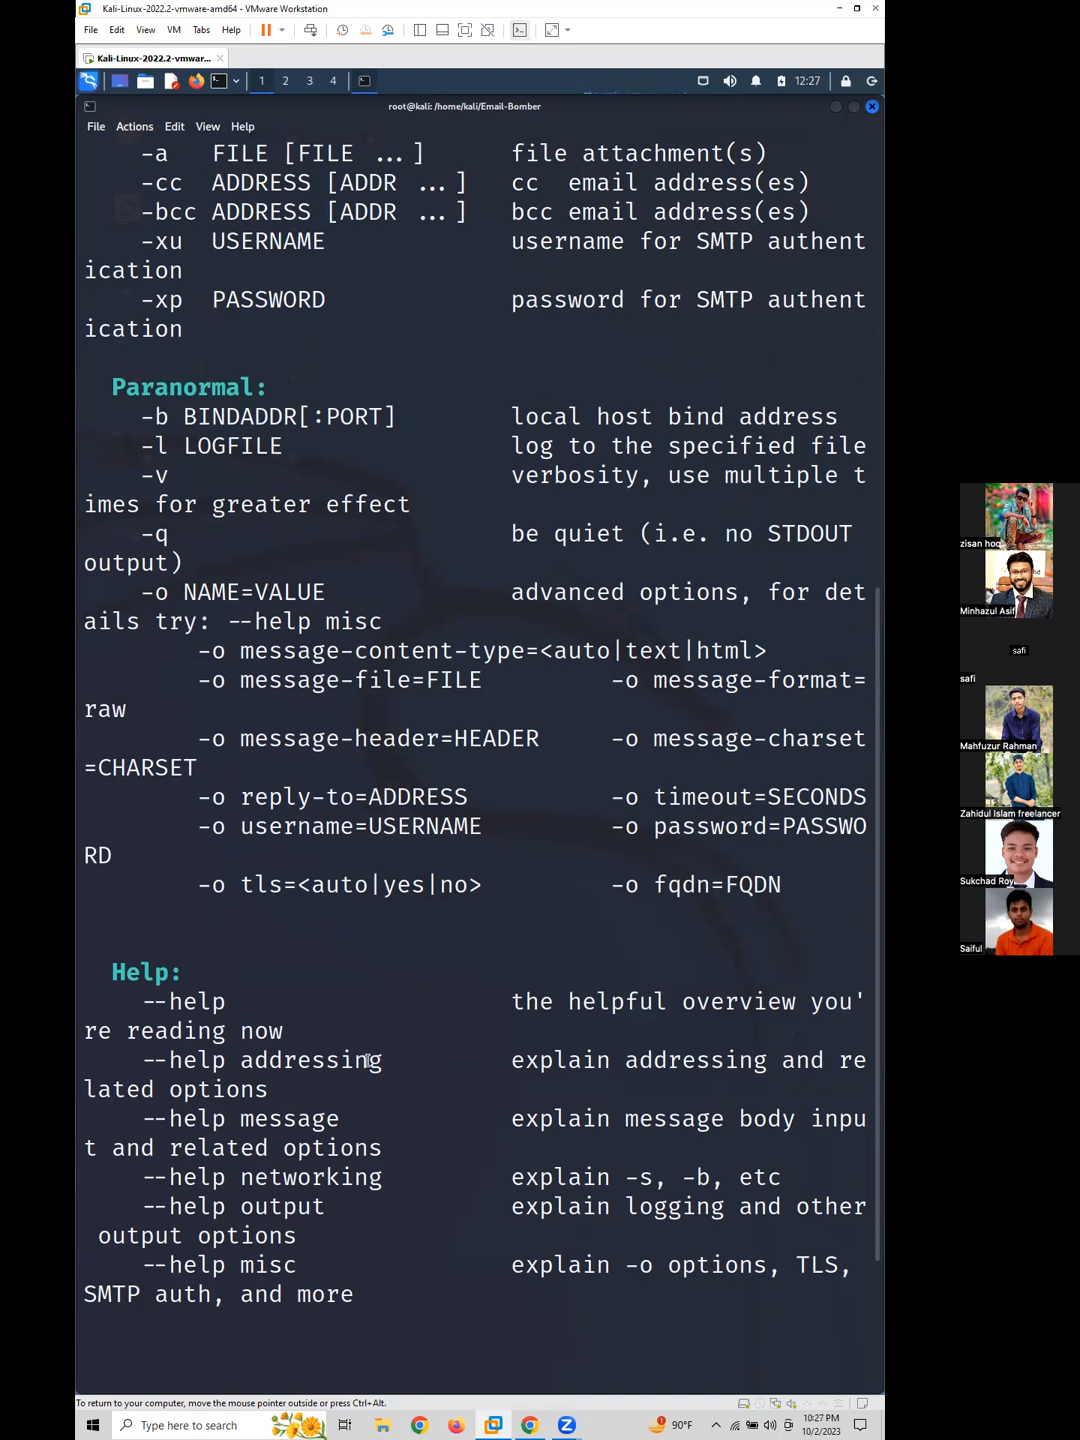 Kali-Linux-2022.2-vmware-amd64 - VMware Workstation
File Edit View VM Tabs Help
Kali-Linux-2022.2-vmwar...
1 2 3 4 12:27
root@kali: /home/kali/Email-Bomber
File Actions Edit View Help
-a FILE [FILE ...] file attachment(s)
-cc ADDRESS [ADDR ...] cc email address(es)
-bcc ADDRESS [ADDR ...] bcc email address(es)
-xu USERNAME username for SMTP authent
ication
-xp PASSWORD password for SMTP authent
ication
Paranormal:
-b BINDADDR[:PORT] local host bind address
-l LOGFILE log to the specified file
-v verbosity, use multiple t
imes for greater effect
-q be quiet (i.e. no STDOUT
output)
-o NAME=VALUE advanced options, for det
ails try: --help misc
-o message-content-type=<auto|text|html>
-o message-file=FILE -o message-format=
raw
-o message-header=HEADER -o message-charset
=CHARSET
-o reply-to=ADDRESS -o timeout=SECONDS
-o username=USERNAME -o password=PASSWO
RD
-o tls=<auto|yes|no> -o fqdn=FQDN
Help:
--help the helpful overview you'
re reading now
--help addressing explain addressing and re
lated options
--help message explain message body inpu
t and related options
--help networking explain -s, -b, etc
--help output explain logging and other
output options
--help misc explain -o options, TLS,
SMTP auth, and more
zisan hoq
Minhazul Asif
safi
safi
Mahfuzur Rahman
Zahidul Islam freelancer
Sukchad Roy
Saiful
To return to your computer, move the mouse pointer outside or press Ctrl+Alt.
Type here to search
90°F
10:27 PM
10/2/2023